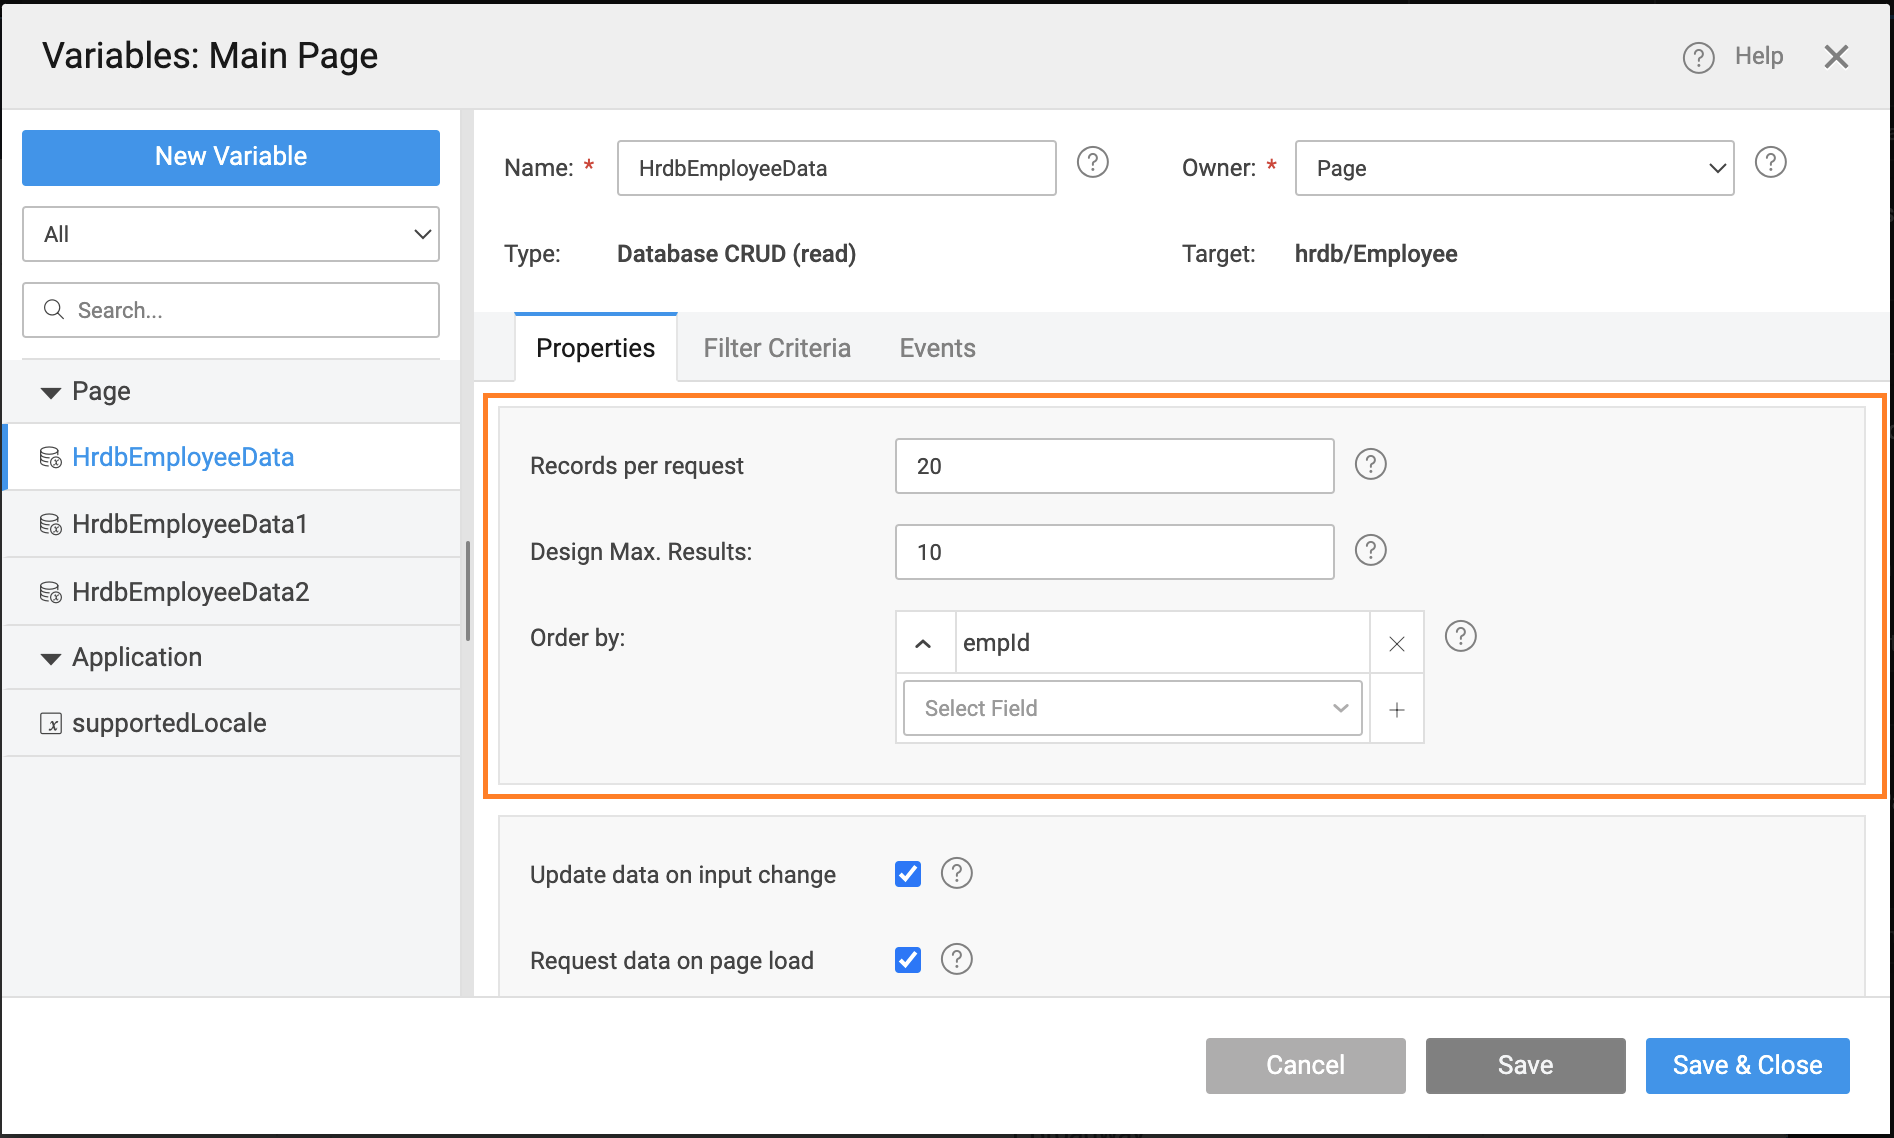 Variables: Main Page
? Help
New Variable
All
Search...
Page
HrdbEmployeeData
HrdbEmployeeData1
HrdbEmployeeData2
Application
x supportedLocale
Name: * HrdbEmployeeData ? Owner: * Page ?
Type: Database CRUD (read) Target: hrdb/Employee
Properties Filter Criteria Events
Records per request 20 ?
Design Max. Results: 10 ?
Order by: empId ?
Select Field
Update data on input change ?
Request data on page load ?
Cancel Save Save & Close